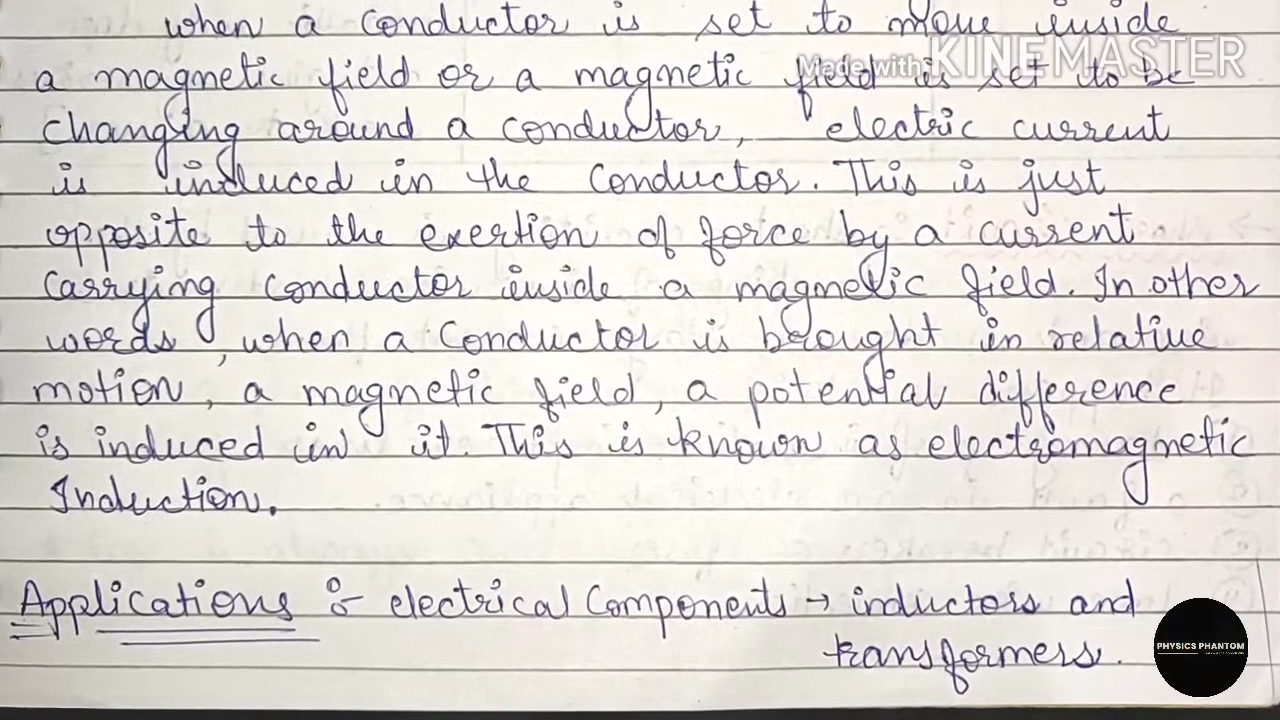 when a conductor is set to move inside
Made with KINEMASTER
a magnetic field or a magnetic field is set to be
changing around a conductor, electric current
is induced in the conductor. This is just
opposite to the exertion of force by a current
carrying conductor inside a magnetic field. In other
words, when a conductor is brought in relative
motion, a magnetic field, a potential difference
is induced in it. This is known as electromagnetic
Induction.
Applications :- electrical components → inductors and
transformers.
PHYSICS PHANTOM